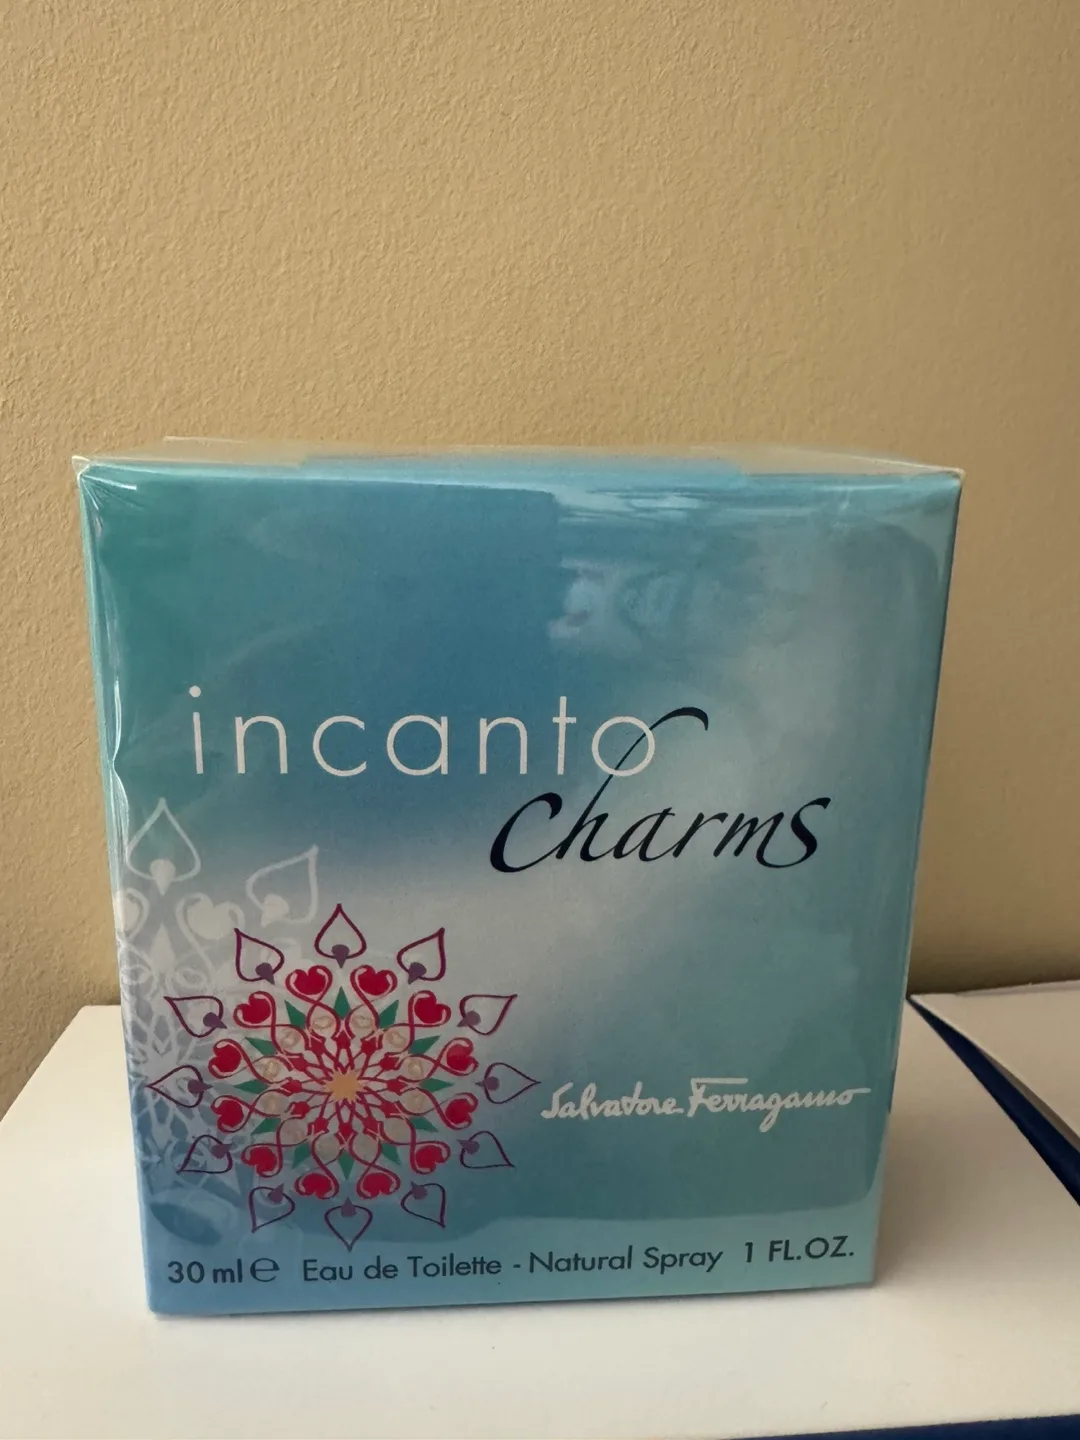 incanto
Charms
Salvatore Ferragamo
30 ml ℮ Eau de Toilette - Natural Spray 1 FL.OZ.